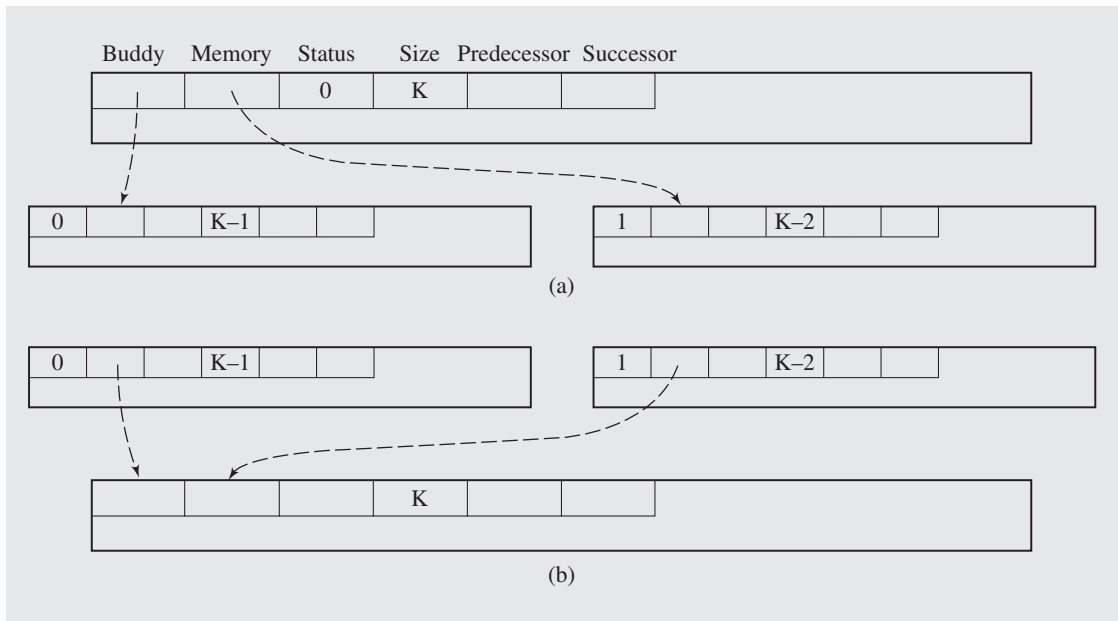 Buddy Memory Status Size Predecessor Successor
0 K
0 K–1 1 K–2
(a)
0 K–1 1 K–2
K
(b)